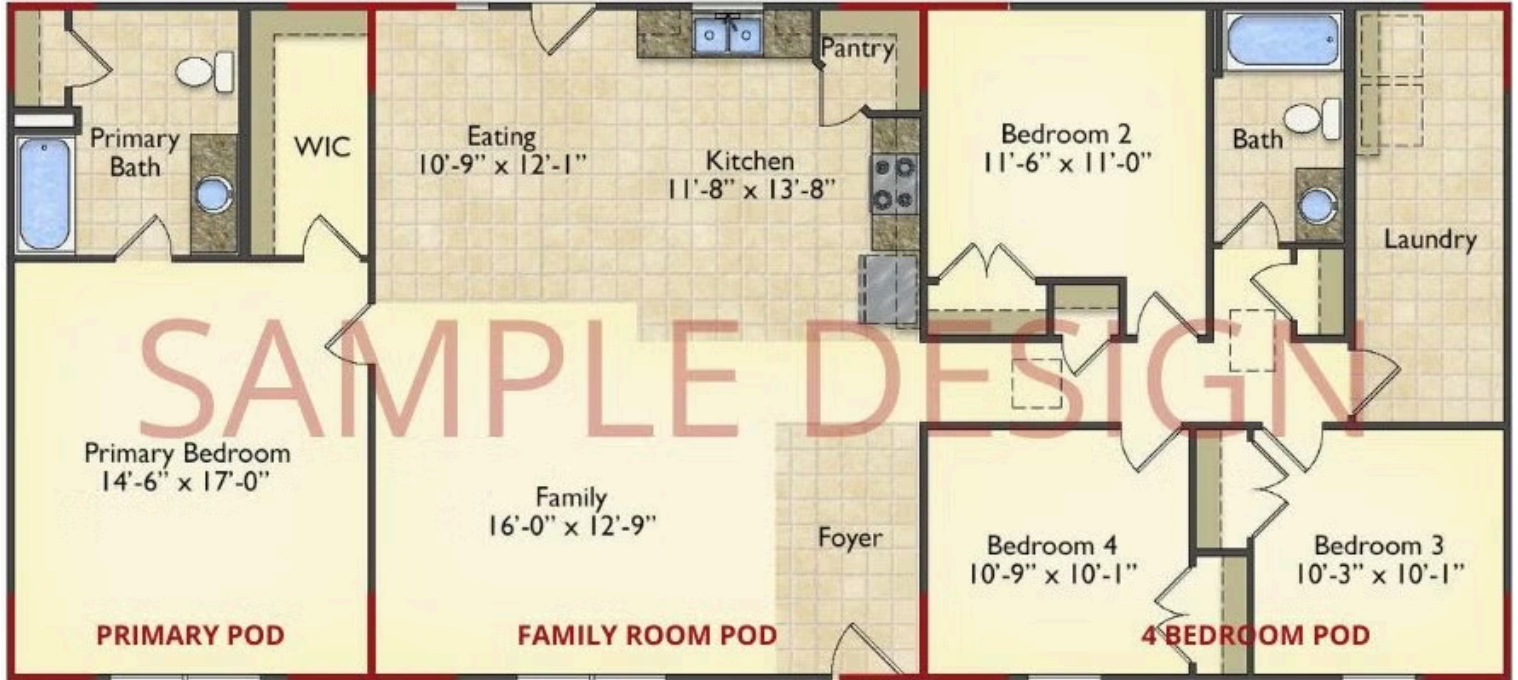 Primary
Bath
WIC
Eating
10'-9” x 12'-1”
Kitchen
11'-8” x 13'-8”
Pantry
Bedroom 2
11'-6” x 11'-0”
Bath
Laundry
SAMPLE DESIGN
Primary Bedroom
14'-6” x 17'-0”
Family
16'-0” x 12'-9”
Foyer
Bedroom 4
10'-9” x 10'-1”
Bedroom 3
10'-3” x 10'-1”
PRIMARY POD
FAMILY ROOM POD
4 BEDROOM POD